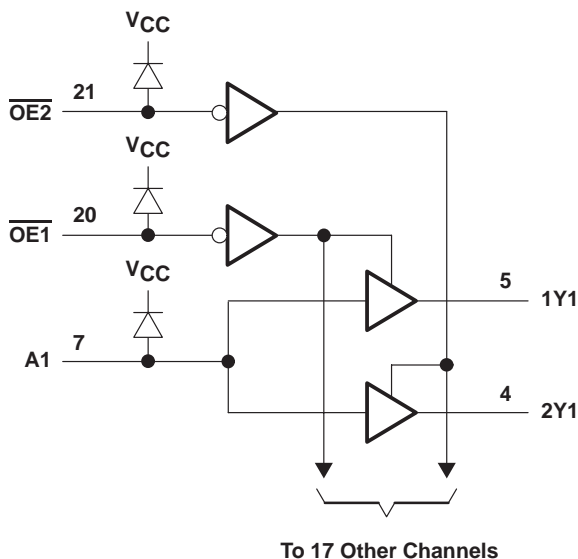 VCC
21
OE2
VCC
20
OE1
VCC
5
1Y1
7
A1
4
2Y1
To 17 Other Channels